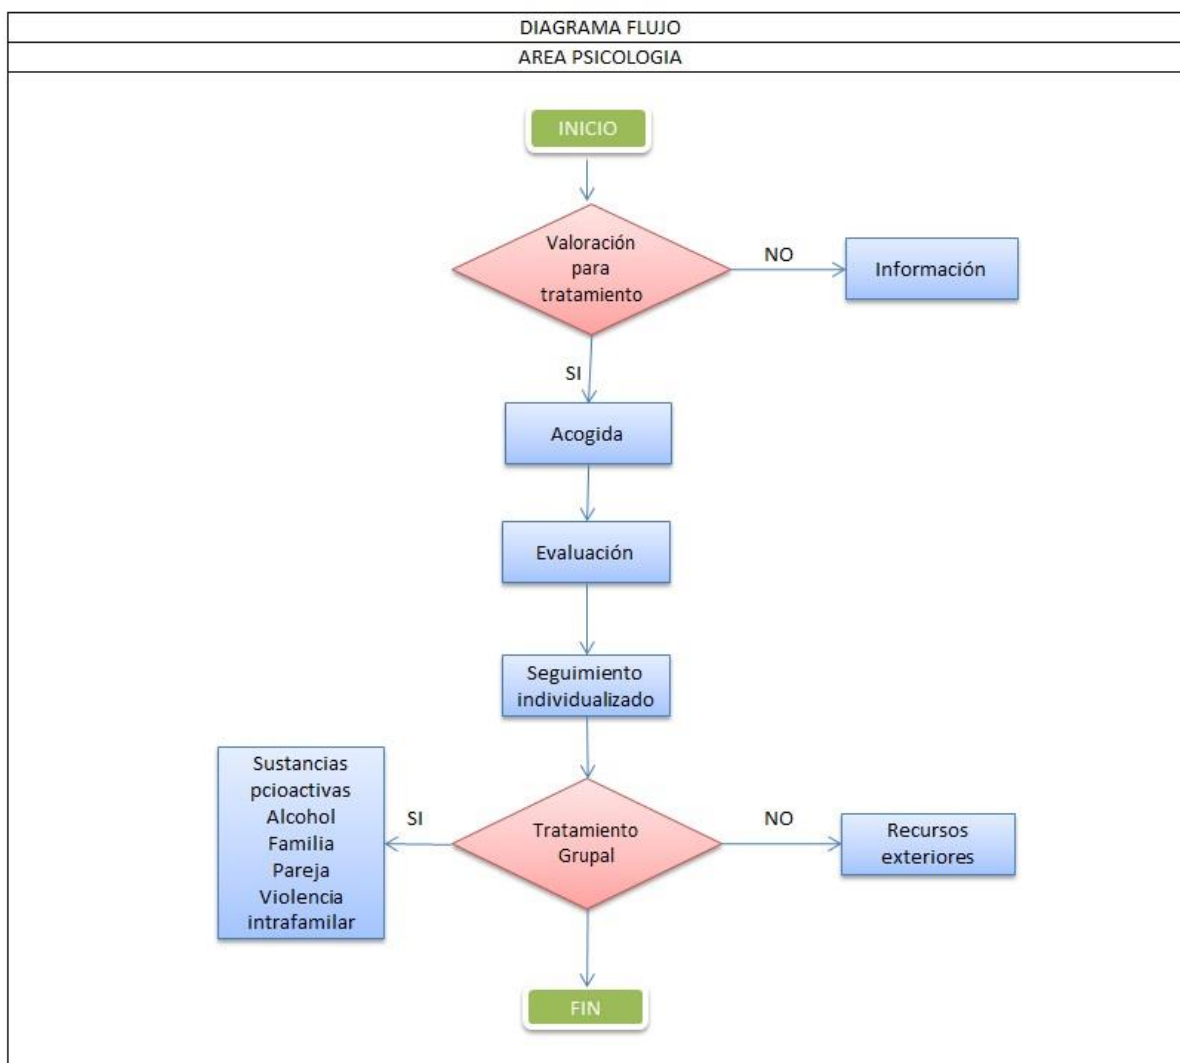 DIAGRAMA FLUJO
AREA PSICOLOGIA
INICIO
Valoración
para
tratamiento
NO
Información
SI
Acogida
Evaluación
Seguimiento
individualizado
Sustancias
pcioactivas
Alcohol
Familia
Pareja
Violencia
intrafamilar
SI
Tratamiento
Grupal
NO
Recursos
exteriores
FIN